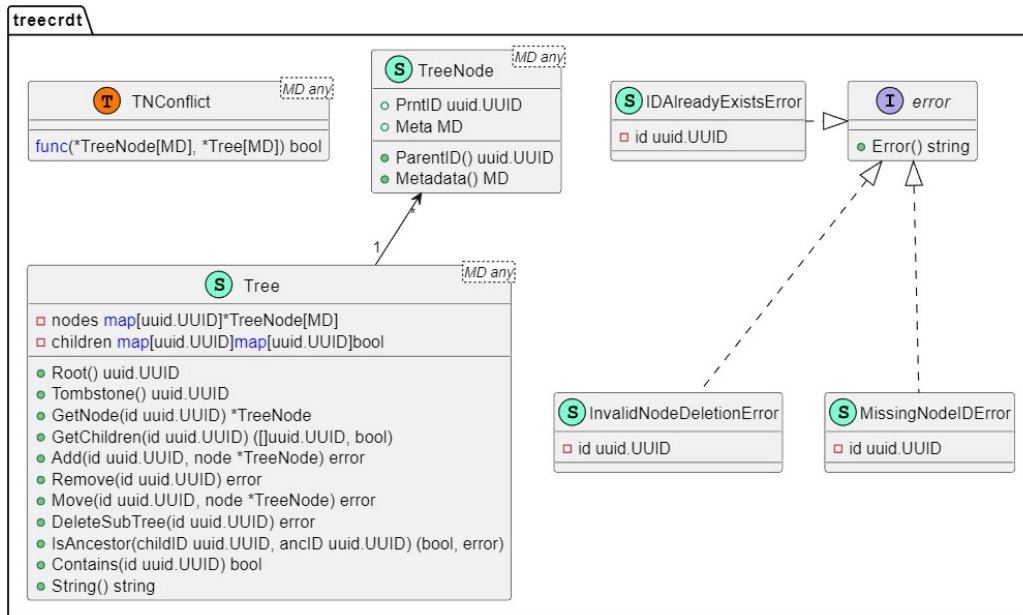 treecrdt
T TNConflict
MD any
func(*TreeNode[MD], *Tree[MD]) bool
S TreeNode
MD any
PrntID uuid.UUID
Meta MD
ParentID() uuid.UUID
Metadata() MD
S IDAlreadyExistsError
id uuid.UUID
I error
Error() string
*
1
S Tree
MD any
nodes map[uuid.UUID]*TreeNode[MD]
children map[uuid.UUID]map[uuid.UUID]bool
Root() uuid.UUID
Tombstone() uuid.UUID
GetNode(id uuid.UUID) *TreeNode
GetChildren(id uuid.UUID) ([]uuid.UUID, bool)
Add(id uuid.UUID, node *TreeNode) error
Remove(id uuid.UUID) error
Move(id uuid.UUID, node *TreeNode) error
DeleteSubTree(id uuid.UUID) error
IsAncestor(childID uuid.UUID, ancID uuid.UUID) (bool, error)
Contains(id uuid.UUID) bool
String() string
S InvalidNodeDeletionError
id uuid.UUID
S MissingNodeIDError
id uuid.UUID